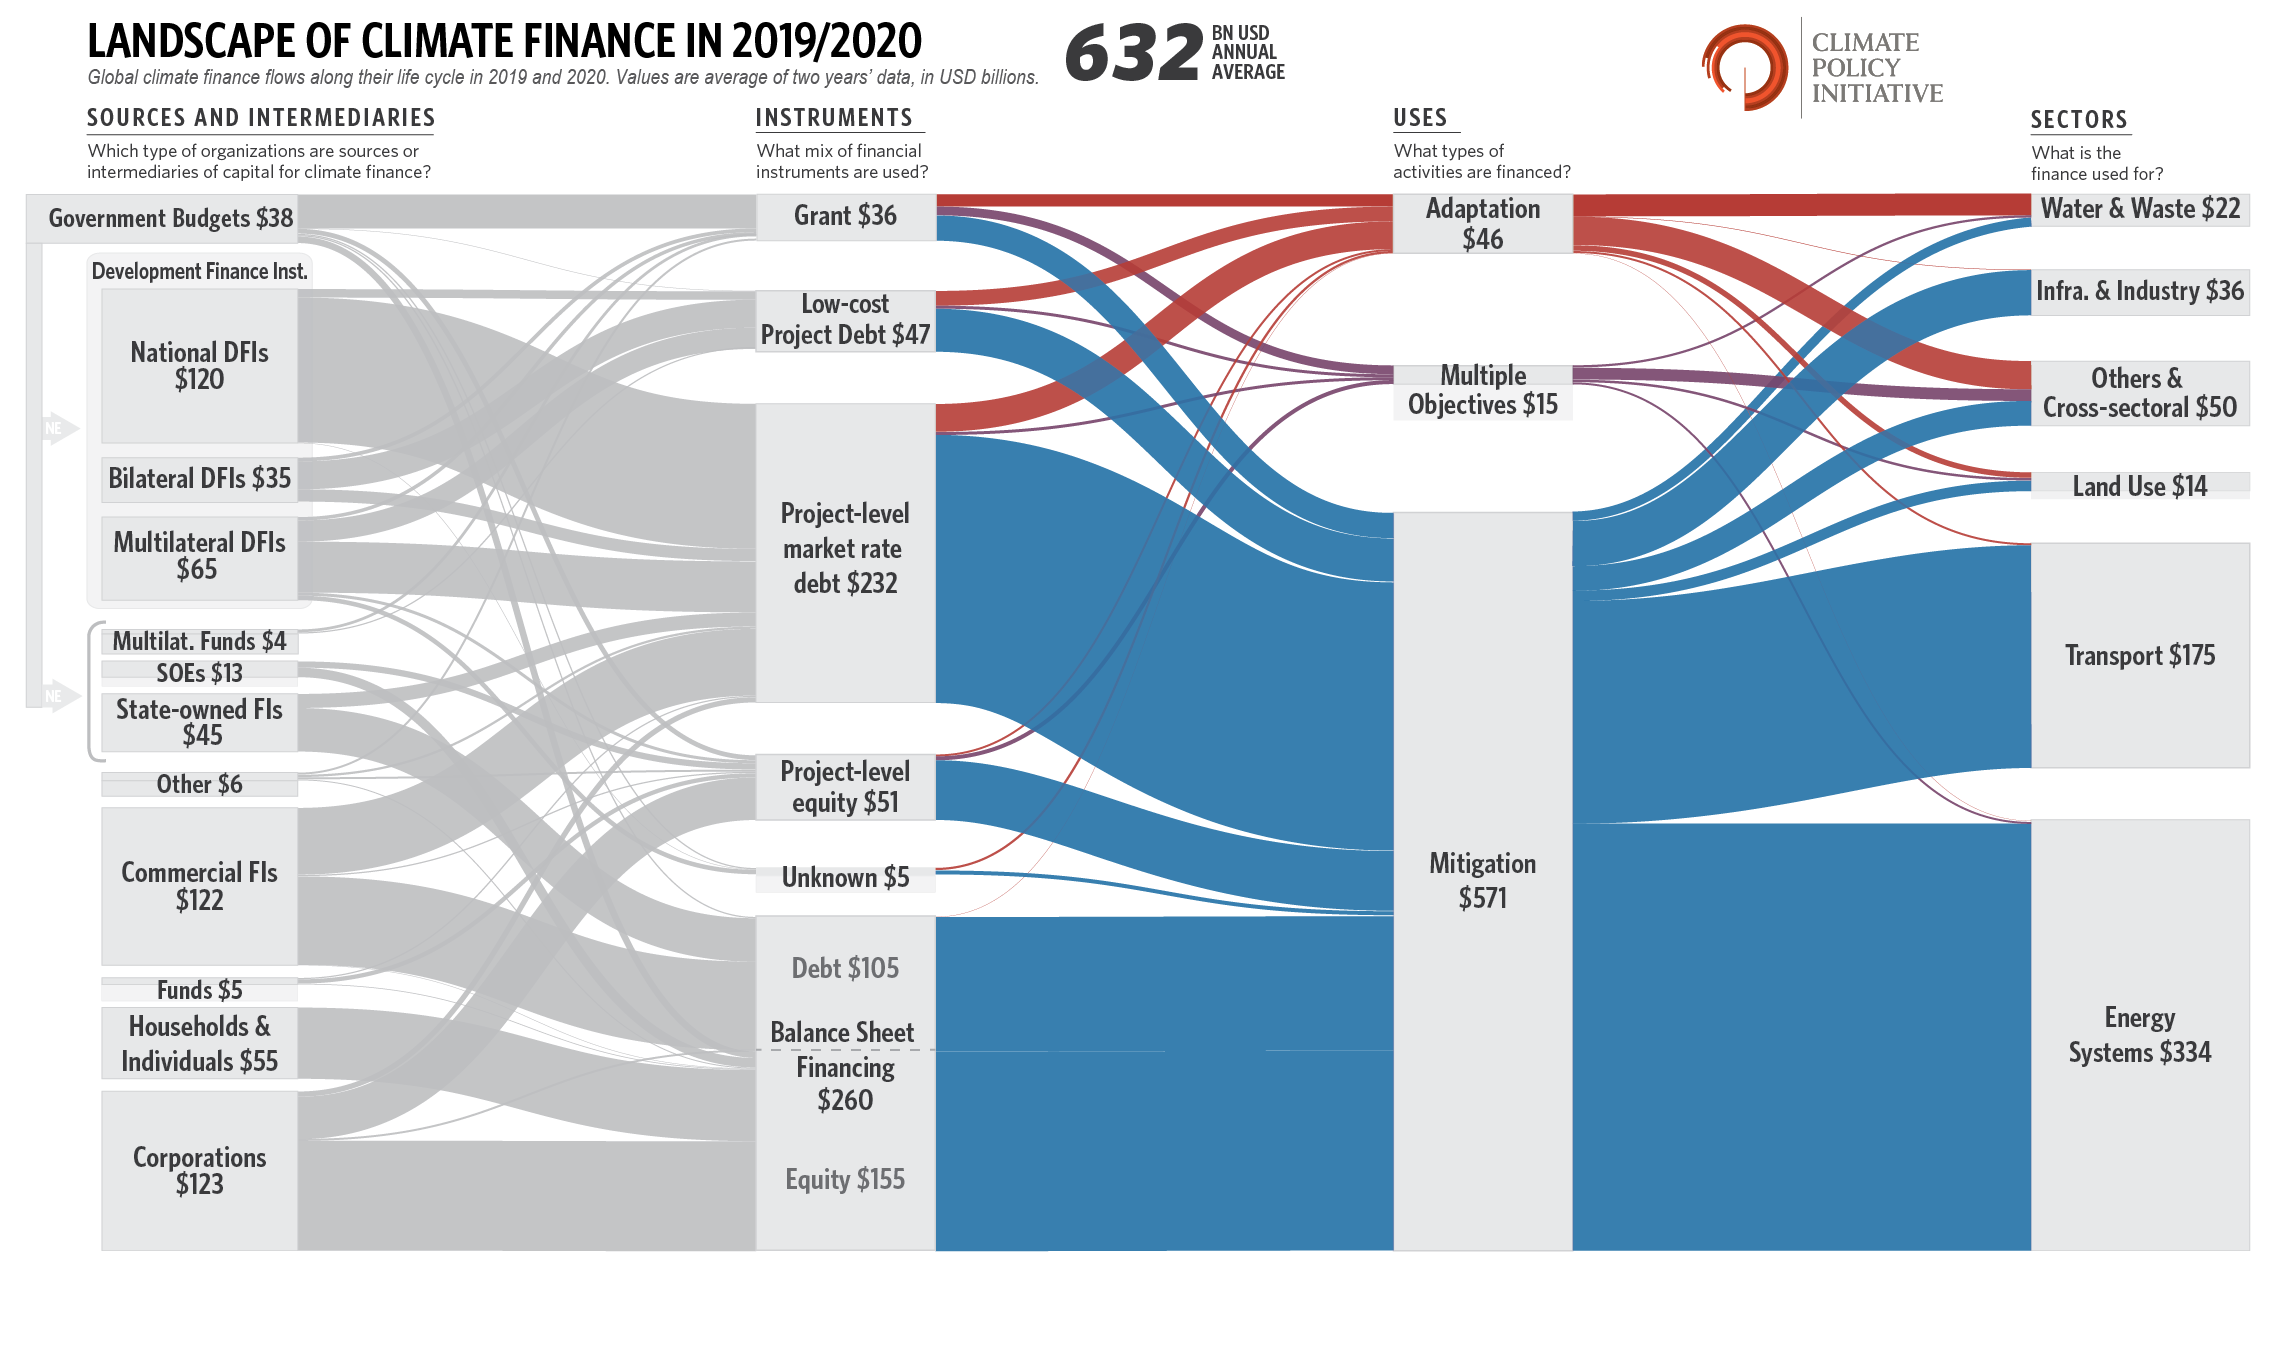 LANDSCAPE OF CLIMATE FINANCE IN 2019/2020
Global climate finance flows along their life cycle in 2019 and 2020. Values are average of two years' data, in USD billions.
632
BN USD
ANNUAL
AVERAGE
CLIMATE
POLICY
INITIATIVE
SOURCES AND INTERMEDIARIES
Which type of organizations are sources or
intermediaries of capital for climate finance?
INSTRUMENTS
What mix of financial
instruments are used?
USES
What types of
activities are financed?
SECTORS
What is the
finance used for?
Government Budgets $38
Development Finance Inst.
National DFIs
$120
NE
Bilateral DFIs $35
Multilateral DFIs
$65
Multilat. Funds $4
SOEs $13
NE
State-owned FIs
$45
Other $6
Commercial FIs
$122
Funds $5
Households &
Individuals $55
Corporations
$123
Grant $36
Low-cost
Project Debt $47
Project-level
market rate
debt $232
Project-level
equity $51
Unknown $5
Debt $105
Balance Sheet
Financing
$260
Equity $155
Adaptation
$46
Multiple
Objectives $15
Mitigation
$571
Water & Waste $22
Infra. & Industry $36
Others &
Cross-sectoral $50
Land Use $14
Transport $175
Energy
Systems $334